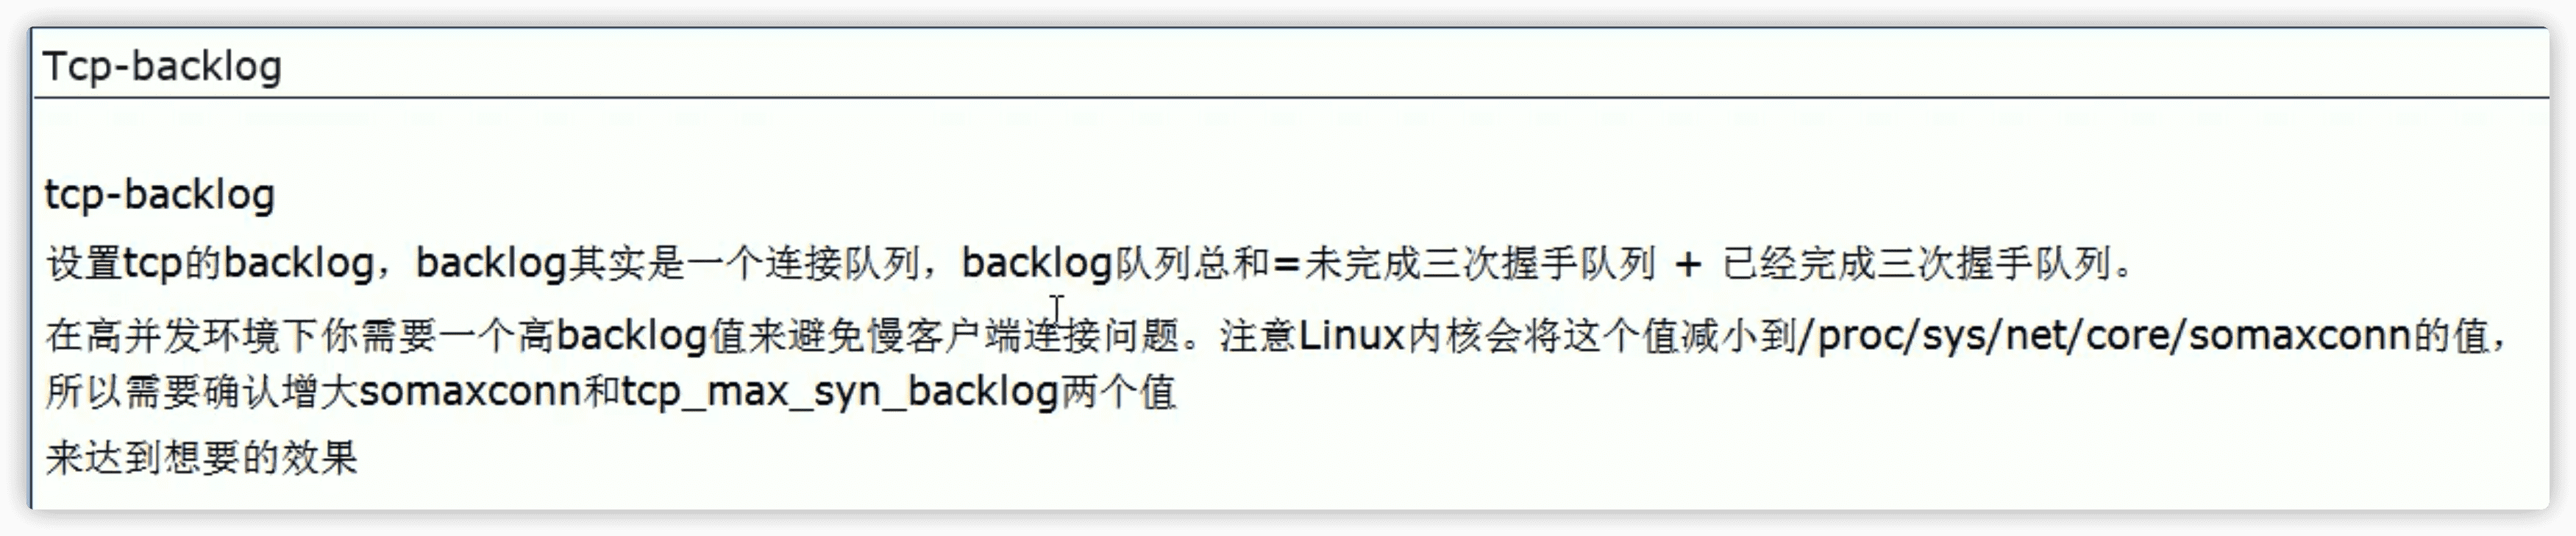 Tcp-backlog
tcp-backlog
设置tcp的backlog，backlog其实是一个连接队列，backlog队列总和=未完成三次握手队列 + 已经完成三次握手队列。
在高并发环境下你需要一个高backlog值来避免慢客户端连接问题。注意Linux内核会将这个值减小到/proc/sys/net/core/somaxconn的值，
所以需要确认增大somaxconn和tcp_max_syn_backlog两个值
来达到想要的效果